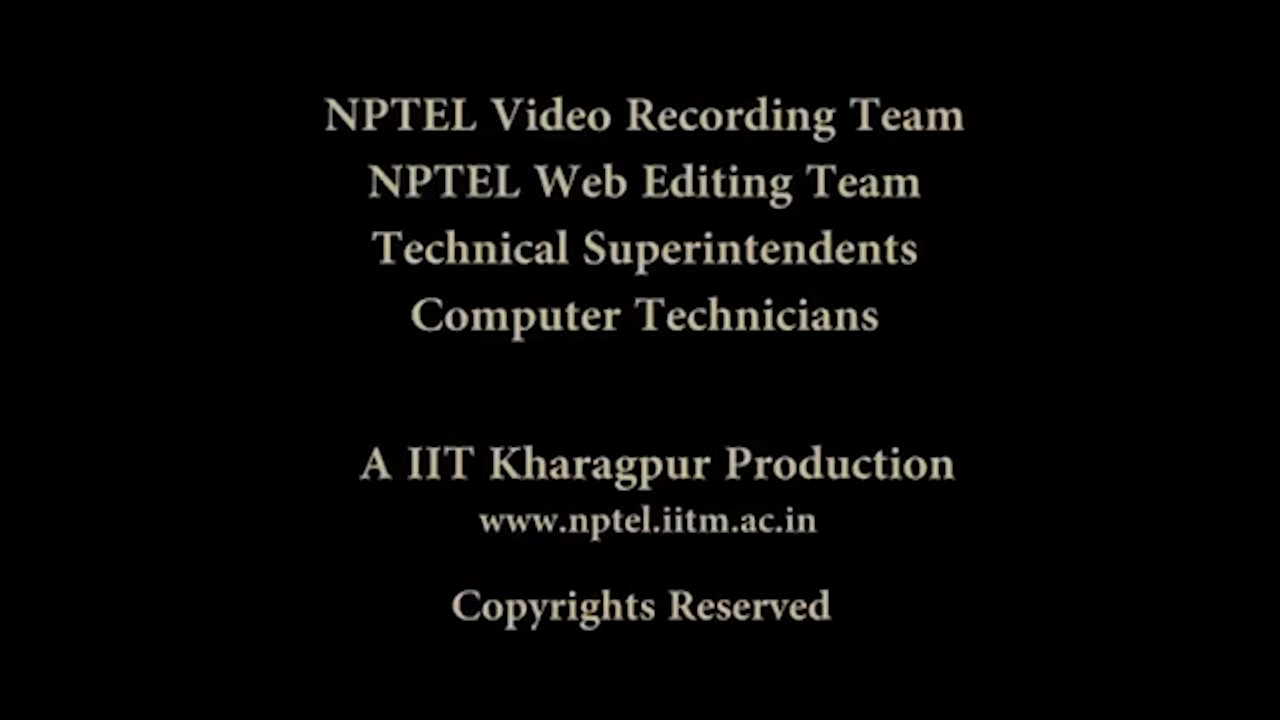 NPTEL Video Recording Team
NPTEL Web Editing Team
Technical Superintendents
Computer Technicians
A IIT Kharagpur Production
www.nptel.iitm.ac.in
Copyrights Reserved